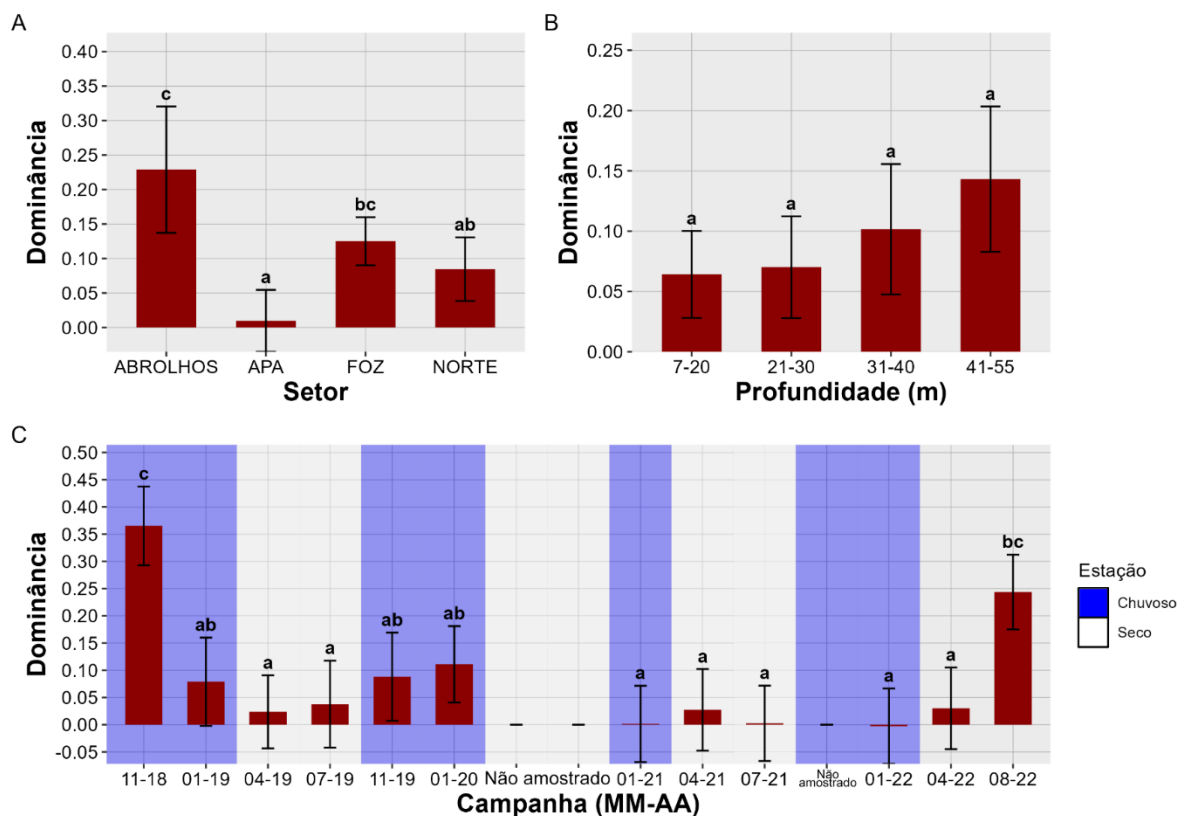 A
Dominância
0.40
0.35
0.30
0.25
0.20
0.15
0.10
0.05
0.00
c
a
bc
ab
ABROLHOS APA FOZ NORTE
Setor
B
Dominância
0.25
0.20
0.15
0.10
0.05
0.00
a
a
a
a
7-20 21-30 31-40 41-55
Profundidade (m)
C
Dominância
0.50
0.45
0.40
0.35
0.30
0.25
0.20
0.15
0.10
0.05
0.00
-0.05
c
ab
a
a
ab
ab
a
a
a
a
a
bc
11-18 01-19 04-19 07-19 11-19 01-20 Não amostrado 01-21 04-21 07-21 Não amostrado 01-22 04-22 08-22
Campanha (MM-AA)
Estação
Chuvoso
Seco